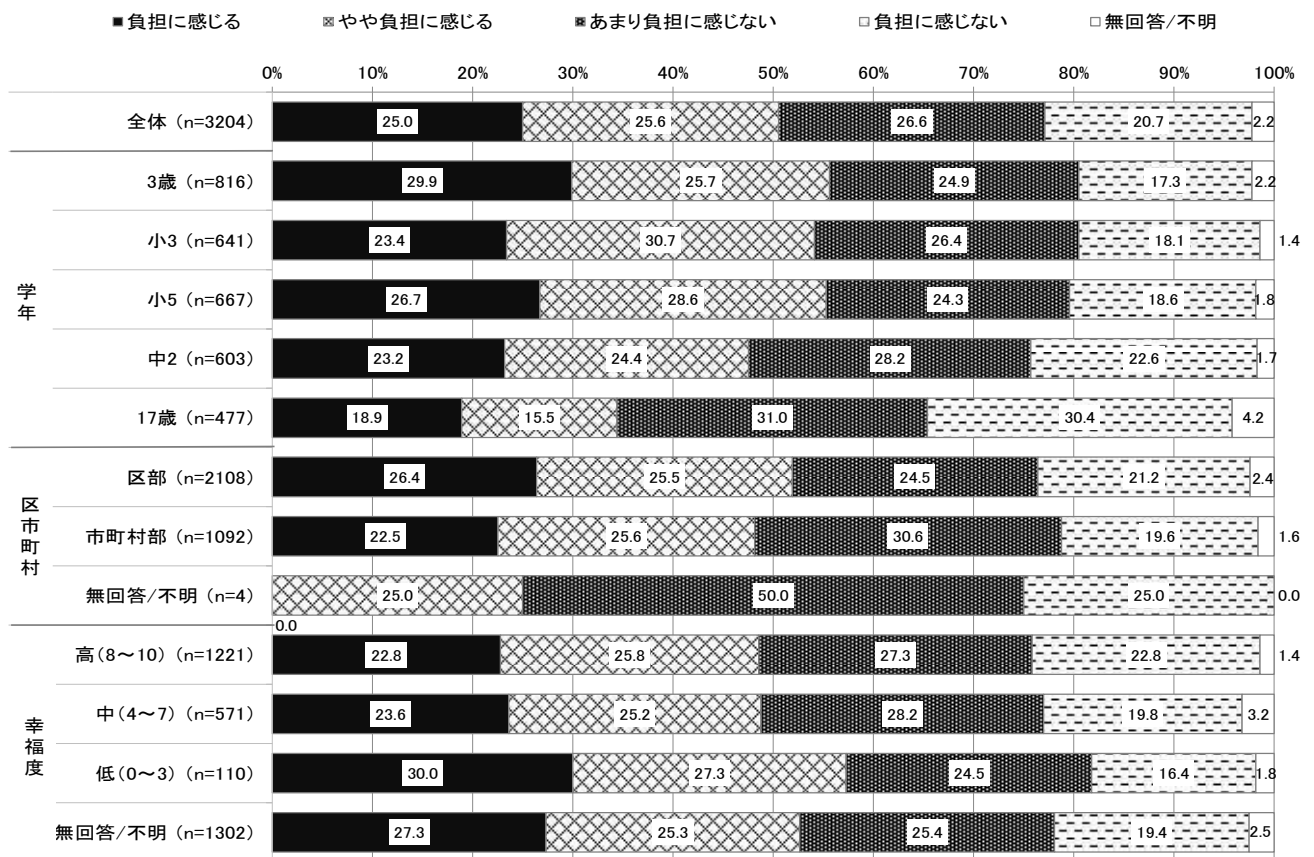 ■負担に感じる ▨やや負担に感じる ▩あまり負担に感じない □負担に感じない □無回答/不明
0% 10% 20% 30% 40% 50% 60% 70% 80% 90% 100%
全体 (n=3204) 25.0 25.6 26.6 20.7 2.2
学年
3歳 (n=816) 29.9 25.7 24.9 17.3 2.2
小3 (n=641) 23.4 30.7 26.4 18.1 1.4
小5 (n=667) 26.7 28.6 24.3 18.6 1.8
中2 (n=603) 23.2 24.4 28.2 22.6 1.7
17歳 (n=477) 18.9 15.5 31.0 30.4 4.2
区市町村
区部 (n=2108) 26.4 25.5 24.5 21.2 2.4
市町村部 (n=1092) 22.5 25.6 30.6 19.6 1.6
無回答/不明 (n=4) 25.0 50.0 25.0 0.0
0.0
幸福度
高(8～10) (n=1221) 22.8 25.8 27.3 22.8 1.4
中(4～7) (n=571) 23.6 25.2 28.2 19.8 3.2
低(0～3) (n=110) 30.0 27.3 24.5 16.4 1.8
無回答/不明 (n=1302) 27.3 25.3 25.4 19.4 2.5